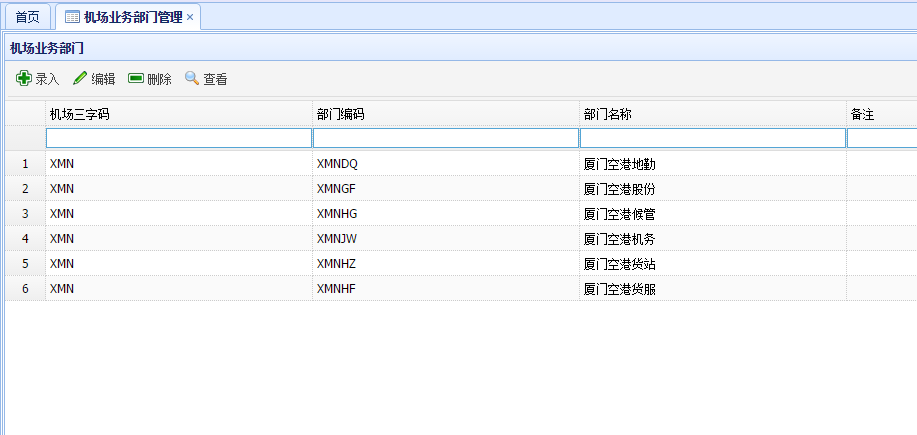 首页 机场业务部门管理 ×
机场业务部门
录入 编辑 删除 查看
机场三字码 部门编码 部门名称 备注
1 XMN XMNDQ 厦门空港地勤
2 XMN XMNGF 厦门空港股份
3 XMN XMNHG 厦门空港候管
4 XMN XMNJW 厦门空港机务
5 XMN XMNHZ 厦门空港货站
6 XMN XMNHF 厦门空港货服